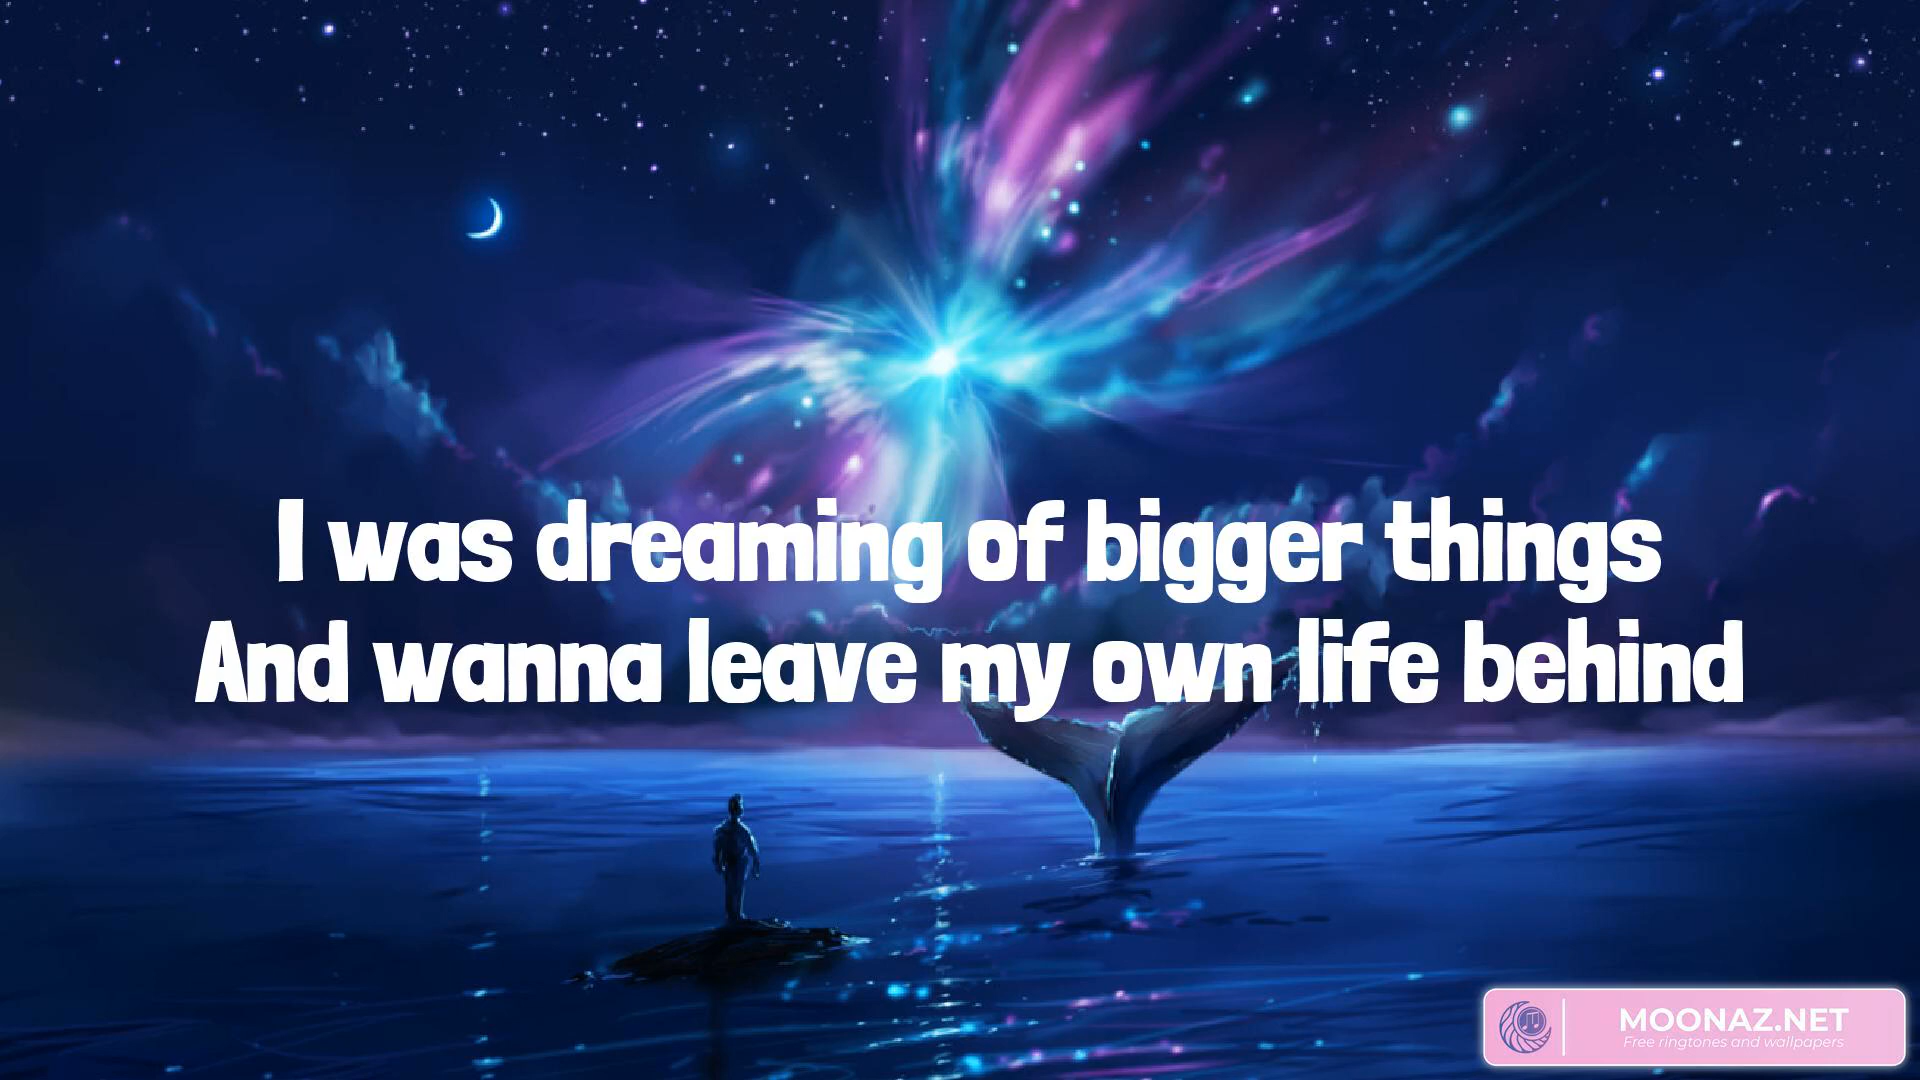 I was dreaming of bigger things
And wanna leave my own life behind
MOONAZ.NET
Free ringtones and wallpapers